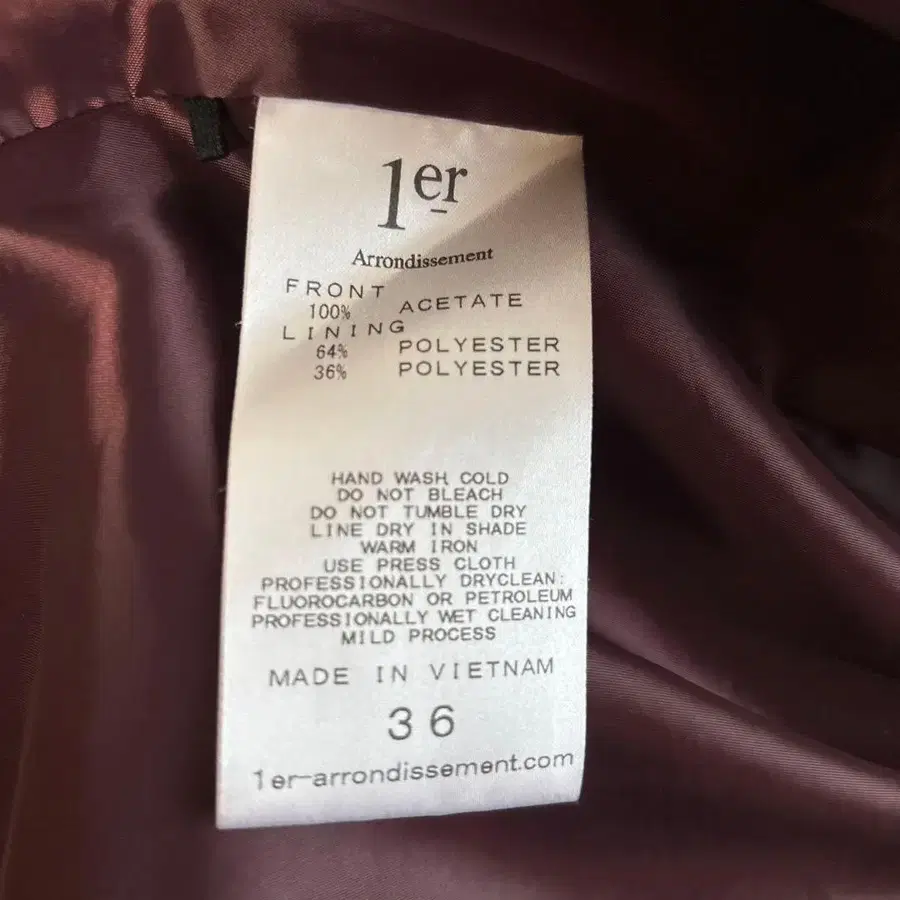 1er
Arrondissement
FRONT
100% ACETATE
LINING
64% POLYESTER
36% POLYESTER
HAND WASH COLD
DO NOT BLEACH
DO NOT TUMBLE DRY
LINE DRY IN SHADE
WARM IRON
USE PRESS CLOTH
PROFESSIONALLY DRYCLEAN:
FLUOROCARBON OR PETROLEUM
PROFESSIONALLY WET CLEANING
MILD PROCESS
MADE IN VIETNAM
36
1er-arrondissement.com